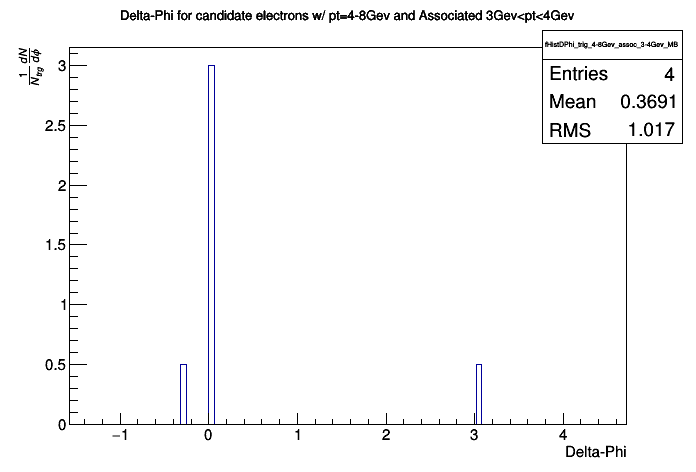 Delta-Phi for candidate electrons w/ pt=4-8Gev and Associated 3Gev<pt<4Gev
fHistDPhi_trig_4-8Gev_assoc_3-4Gev_MB
Entries 4
Mean 0.3691
RMS 1.017
1 dN
N_trg dϕ
3
2.5
2
1.5
1
0.5
0
−1 0 1 2 3 4
Delta-Phi